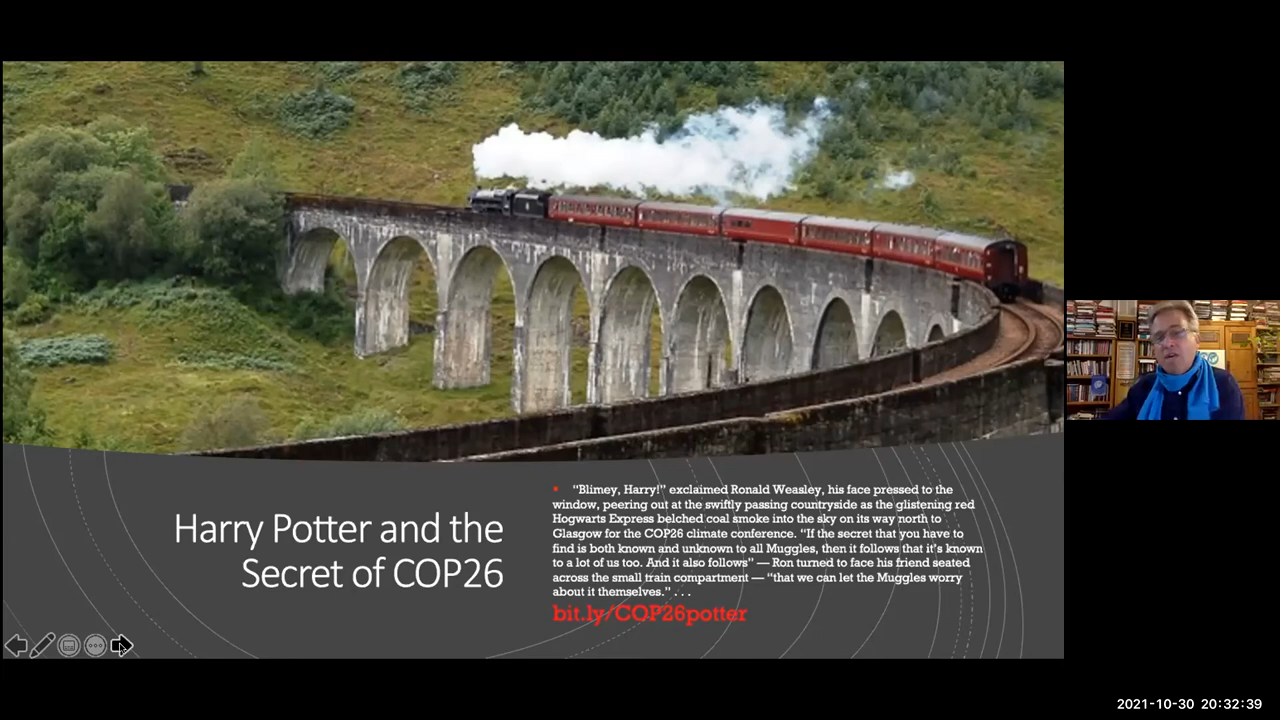 Harry Potter and the
Secret of COP26
“Blimey, Harry!” exclaimed Ronald Weasley, his face pressed to the
window, peering out at the swiftly passing countryside as the glistening red
Hogwarts Express belched coal smoke into the sky on its way north to
Glasgow for the COP26 climate conference. “If the secret that you have to
find is both known and unknown to all Muggles, then it follows that it’s known
to a lot of us too. And it also follows” — Ron turned to face his friend seated
across the small train compartment — “that we can let the Muggles worry
about it themselves.” . . .
bit.ly/COP26potter
2021-10-30 20:32:39